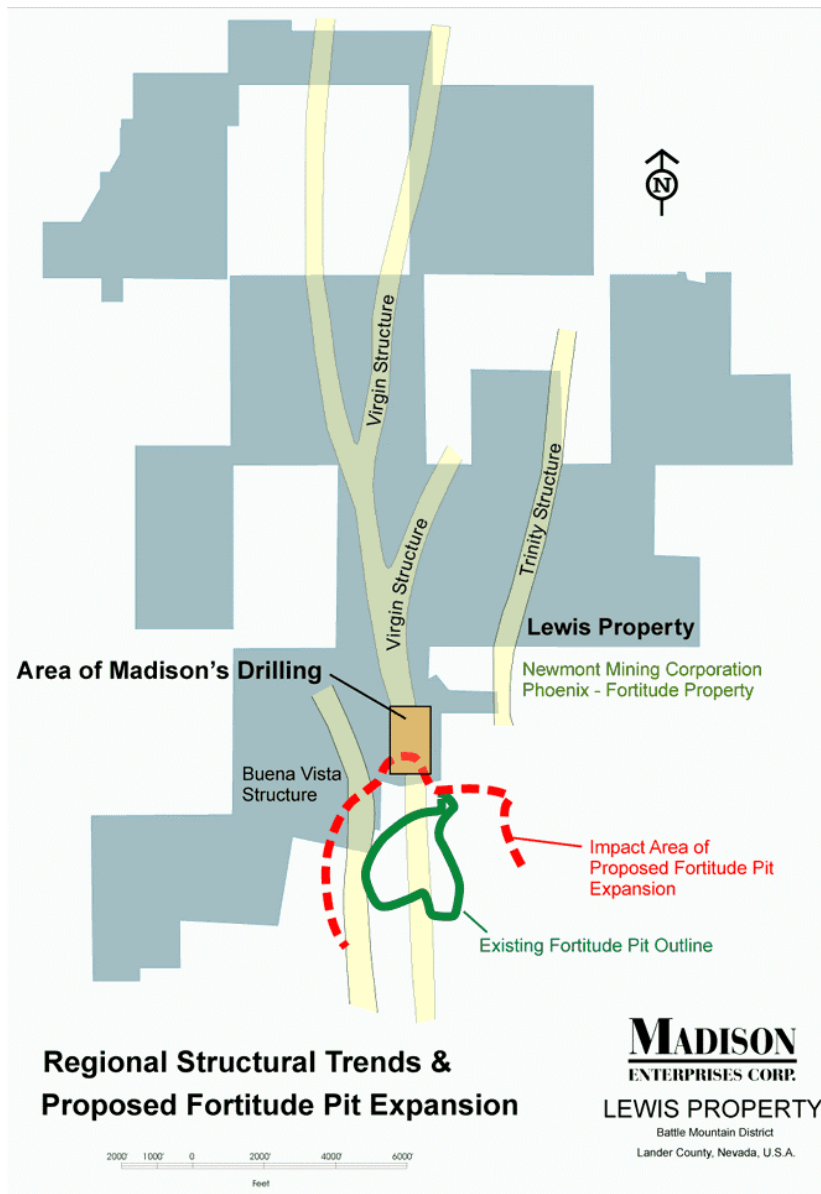 N
Virgin Structure
Virgin Structure
Trinity Structure
Lewis Property
Area of Madison's Drilling
Newmont Mining Corporation
Phoenix - Fortitude Property
Buena Vista
Structure
Impact Area of
Proposed Fortitude Pit
Expansion
Existing Fortitude Pit Outline
Regional Structural Trends &
Proposed Fortitude Pit Expansion
MADISON
ENTERPRISES CORP.
LEWIS PROPERTY
Battle Mountain District
Lander County, Nevada, U.S.A.
2000' 1000' 0 2000' 4000' 6000'
Feet